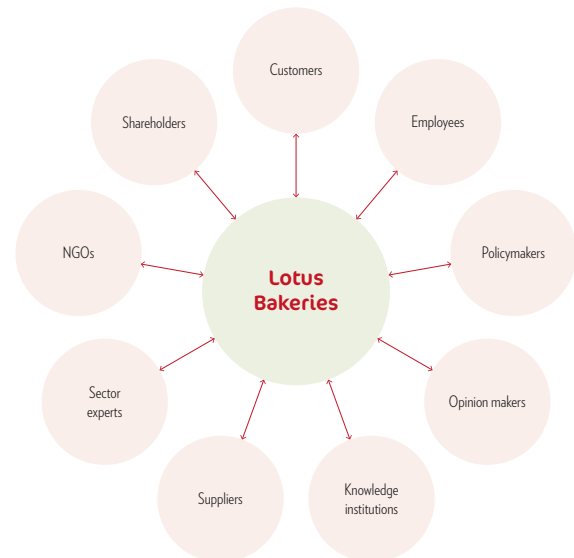 Customers
Shareholders
Employees
NGOs
Policymakers
Lotus
Bakeries
Sector
experts
Opinion makers
Suppliers
Knowledge
institutions